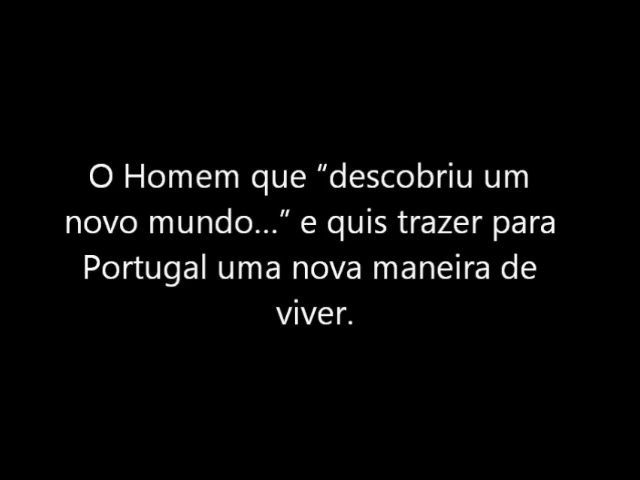 O Homem que “descobriu um
novo mundo...” e quis trazer para
Portugal uma nova maneira de
viver.